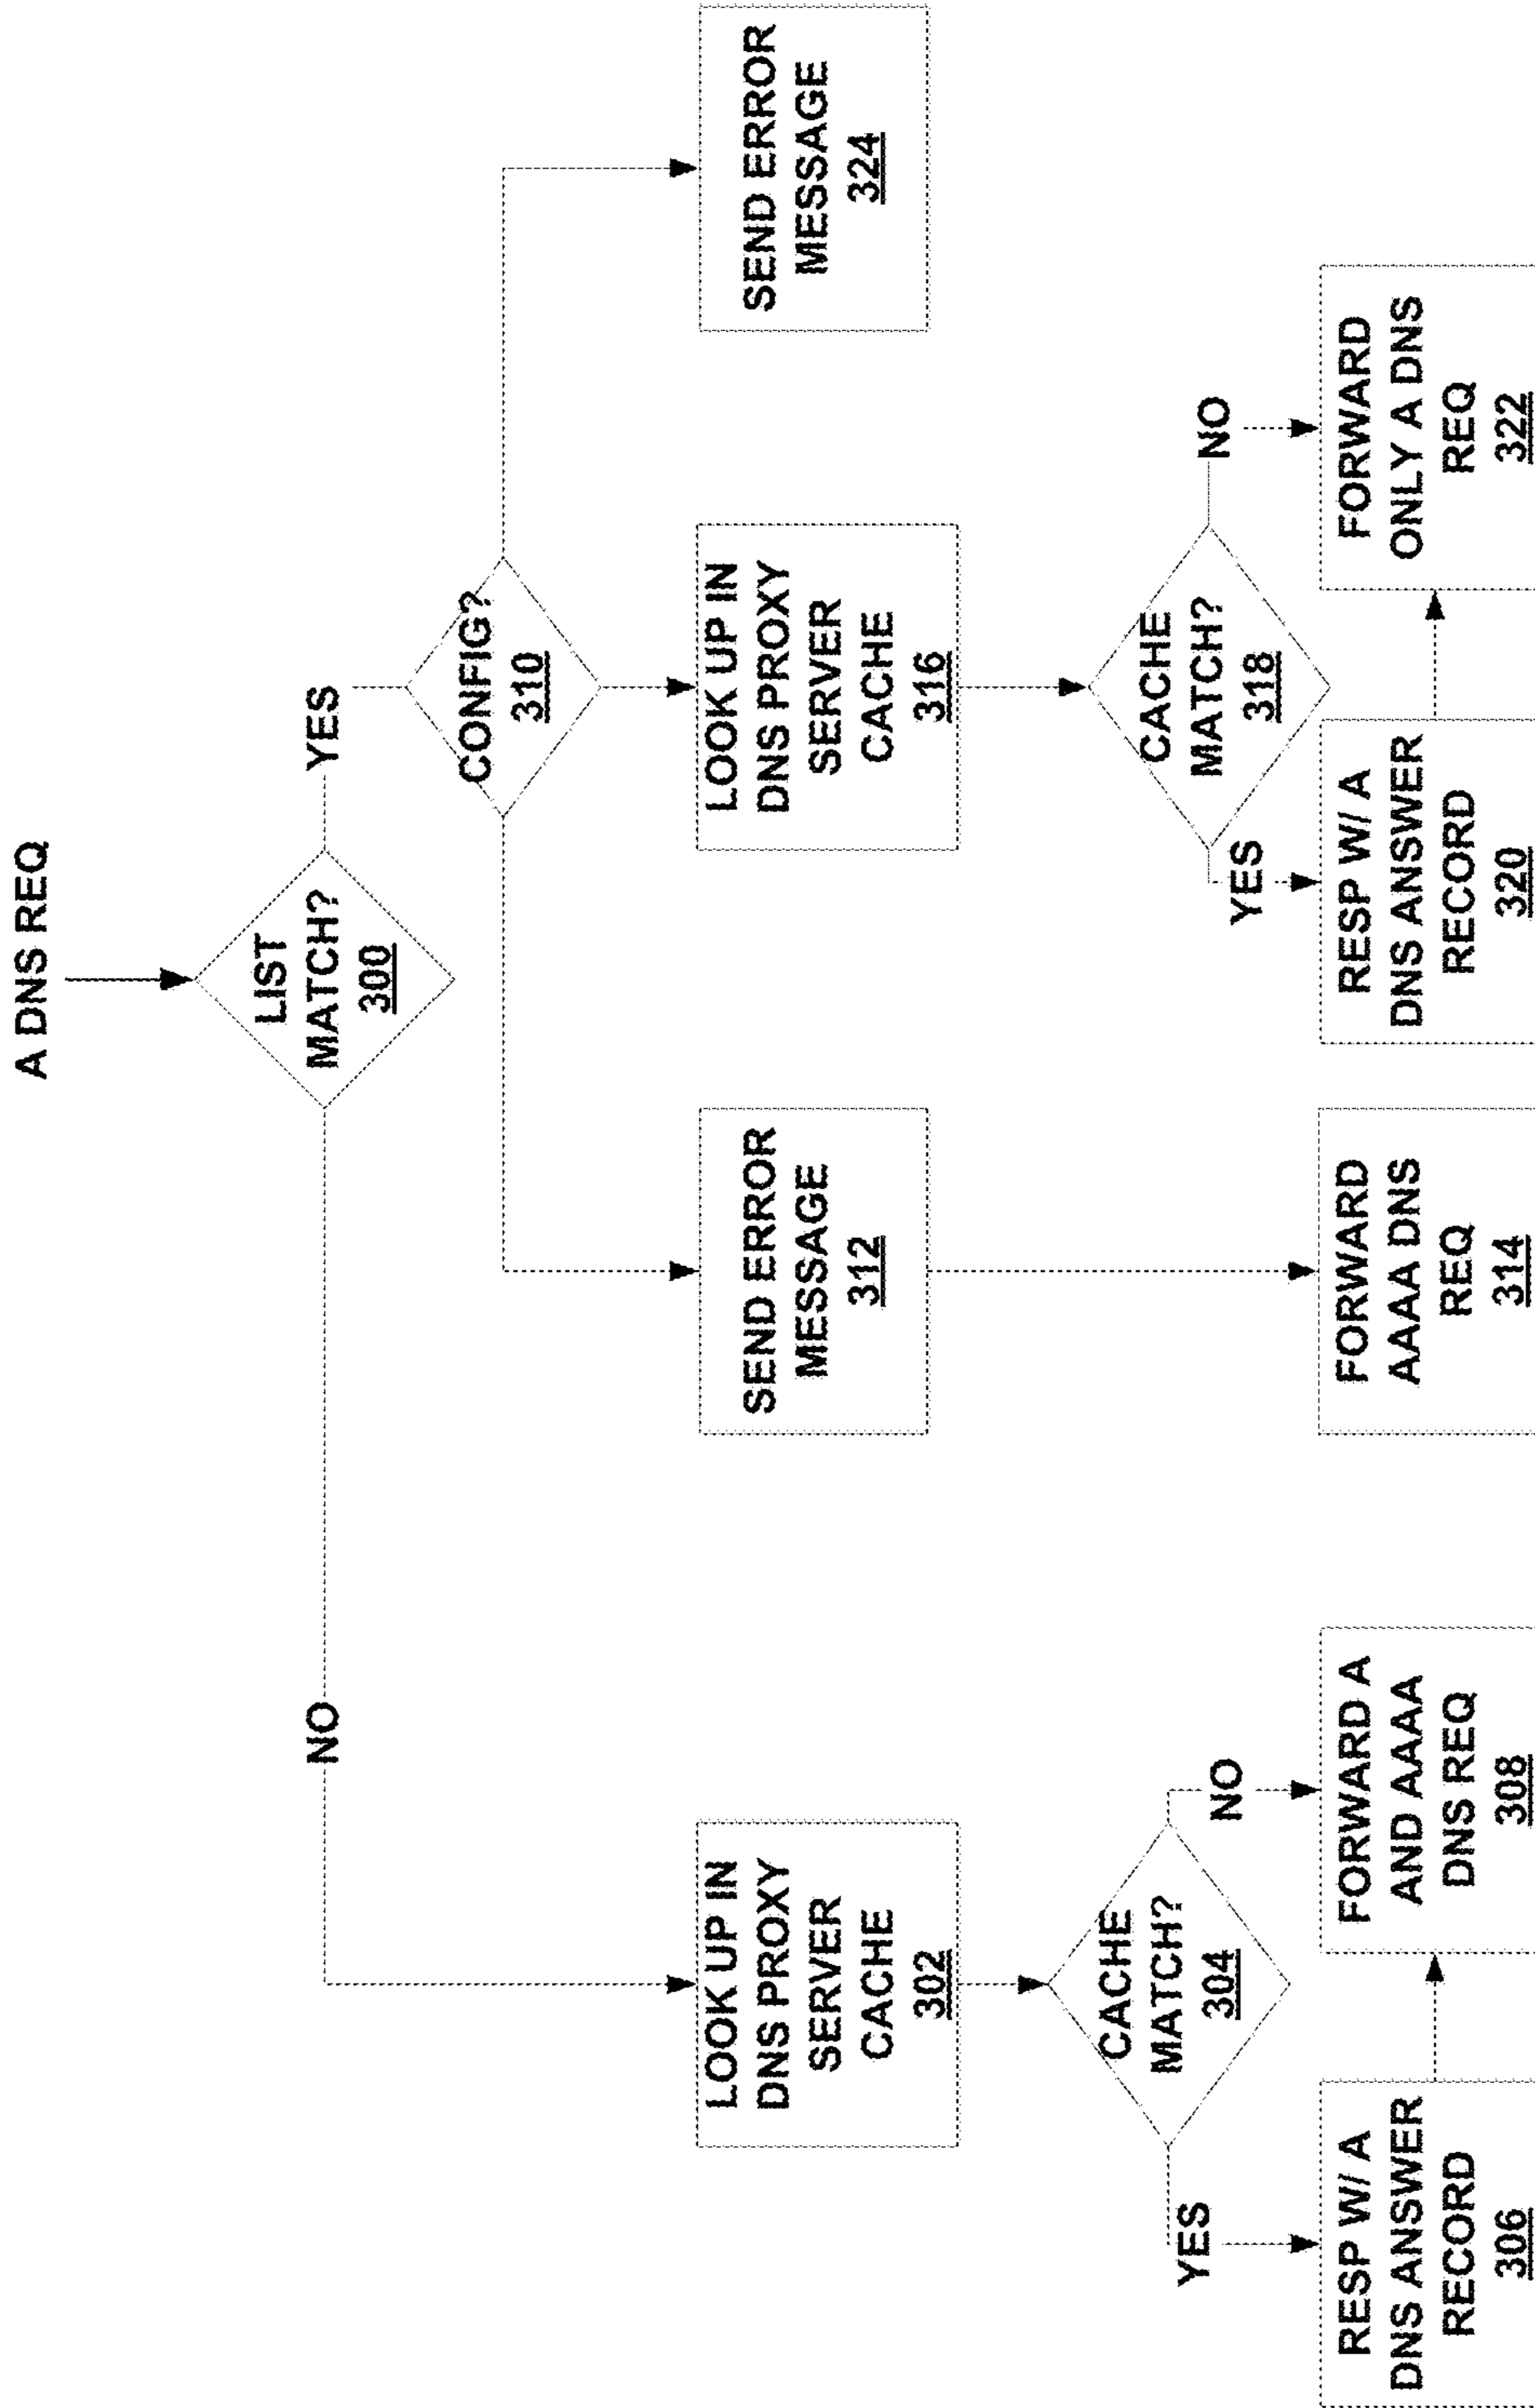 A DNS REQ
LIST
MATCH?
300
NO
YES
CONFIG?
310
LOOK UP IN
DNS PROXY
SERVER
CACHE
302
SEND ERROR
MESSAGE
312
LOOK UP IN
DNS PROXY
SERVER
CACHE
316
SEND ERROR
MESSAGE
324
CACHE
MATCH?
304
YES
NO
CACHE
MATCH?
318
YES
NO
RESP W/ A
DNS ANSWER
RECORD
306
FORWARD A
AND AAAA
DNS REQ
308
FORWARD
AAAA DNS
REQ
314
RESP W/ A
DNS ANSWER
RECORD
320
FORWARD
ONLY A DNS
REQ
322